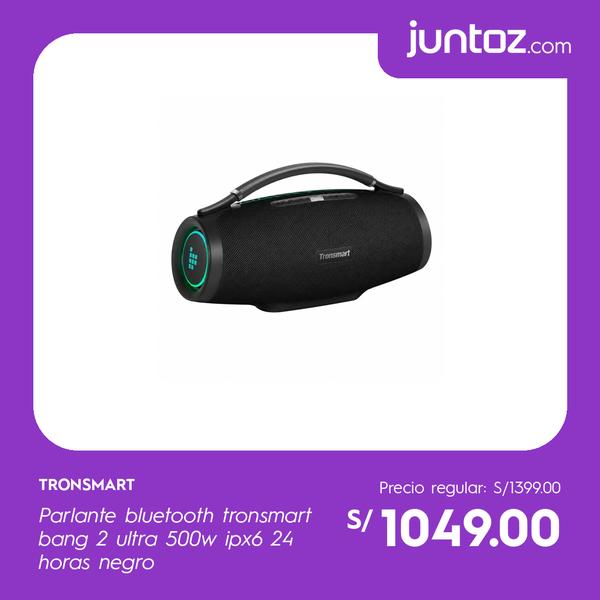 juntoz.com
Tronsmart
TRONSMART
Parlante bluetooth tronsmart
bang 2 ultra 500w ipx6 24
horas negro
Precio regular: S/1399.00
S/ 1049.00